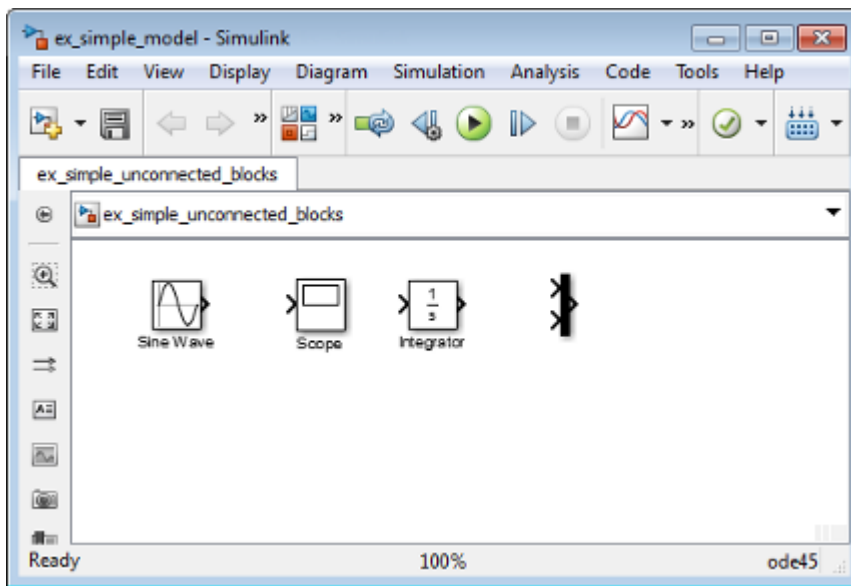 ex_simple_model - Simulink
File Edit View Display Diagram Simulation Analysis Code Tools Help
ex_simple_unconnected_blocks
ex_simple_unconnected_blocks
1
s
Sine Wave Scope Integrator
Ready 100% ode45